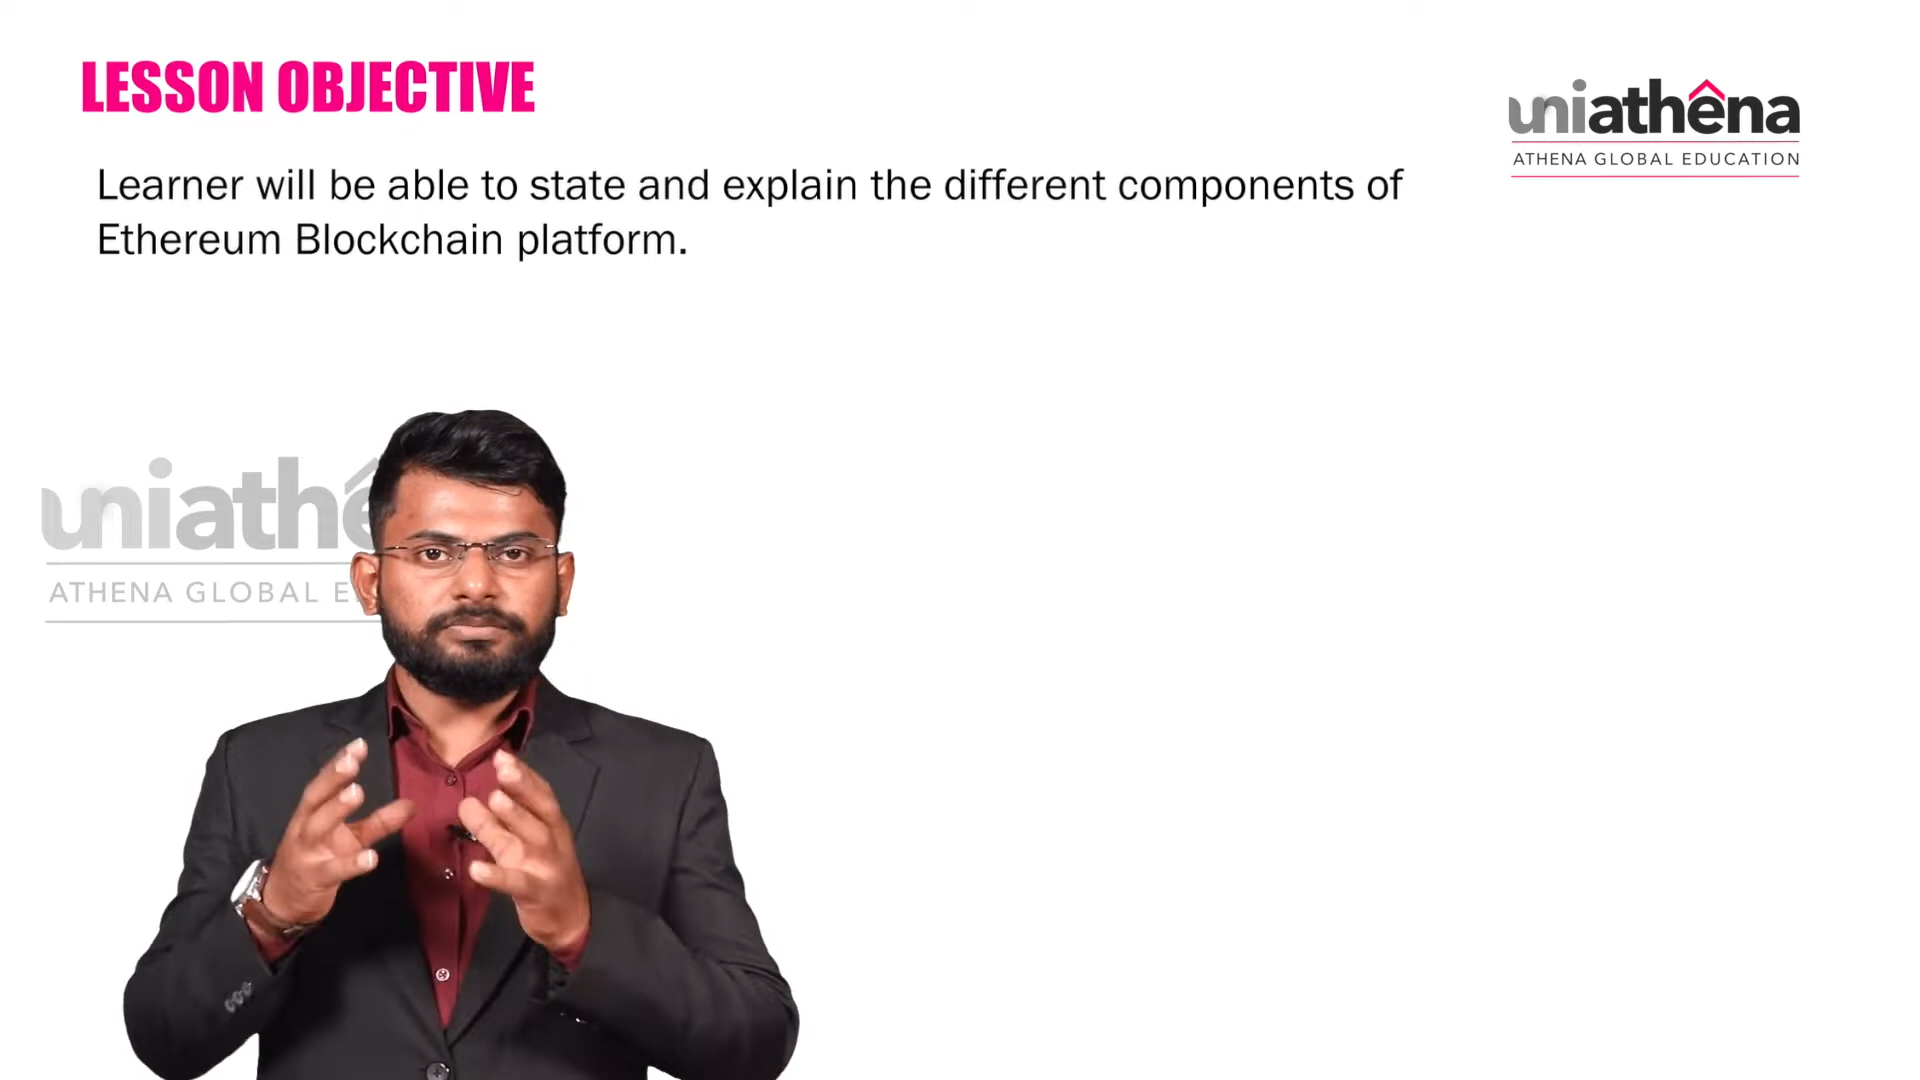 LESSON OBJECTIVE
uniathena
ATHENA GLOBAL EDUCATION
Learner will be able to state and explain the different components of
Ethereum Blockchain platform.
uniathe
ATHENA GLOBAL E